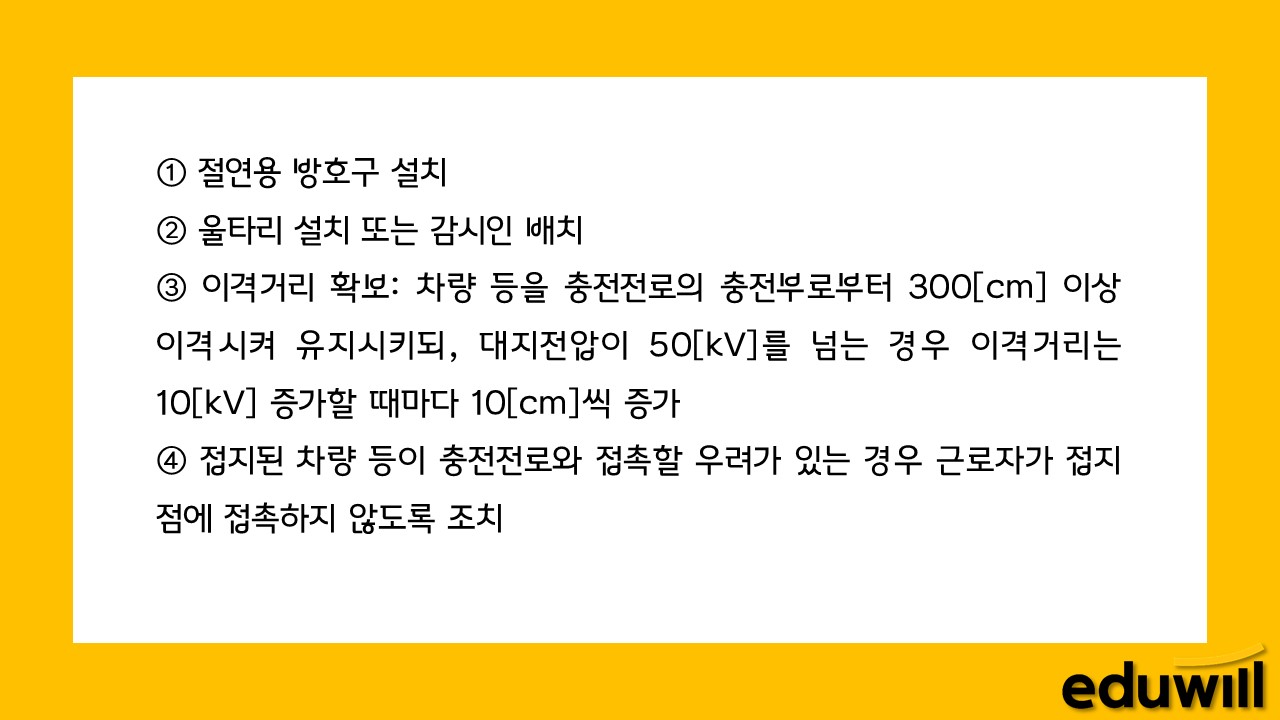 ① 절연용 방호구 설치
② 울타리 설치 또는 감시인 배치
③ 이격거리 확보: 차량 등을 충전전로의 충전부로부터 300[cm] 이상
이격시켜 유지시키되, 대지전압이 50[kV]를 넘는 경우 이격거리는
10[kV] 증가할 때마다 10[cm]씩 증가
④ 접지된 차량 등이 충전전로와 접촉할 우려가 있는 경우 근로자가 접지
점에 접촉하지 않도록 조치
eduwill